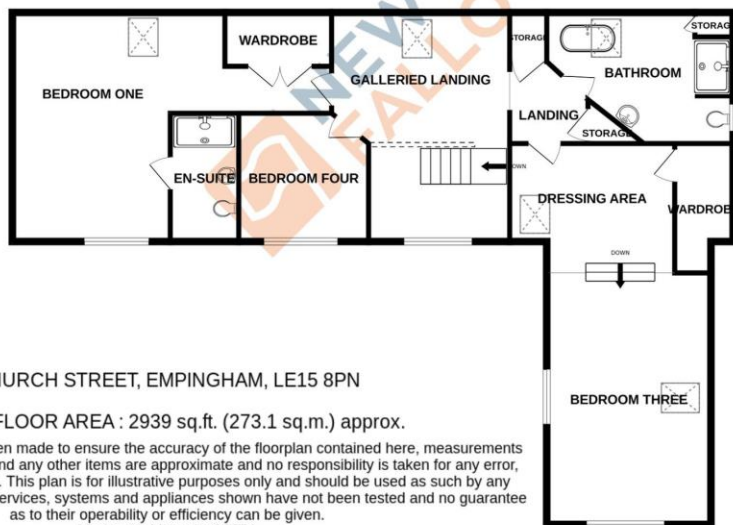 STORAGE
WARDROBE
STORAGE
BEDROOM ONE
GALLERIED LANDING
BATHROOM
LANDING
STORAGE
EN-SUITE
BEDROOM FOUR
DOWN
DRESSING AREA
WARDROBE
DOWN
BEDROOM THREE
NEW
FALLO
HURCH STREET, EMPINGHAM, LE15 8PN
FLOOR AREA : 2939 sq.ft. (273.1 sq.m.) approx.
en made to ensure the accuracy of the floorplan contained here, measurements
nd any other items are approximate and no responsibility is taken for any error,
. This plan is for illustrative purposes only and should be used as such by any
ervices, systems and appliances shown have not been tested and no guarantee
as to their operability or efficiency can be given.